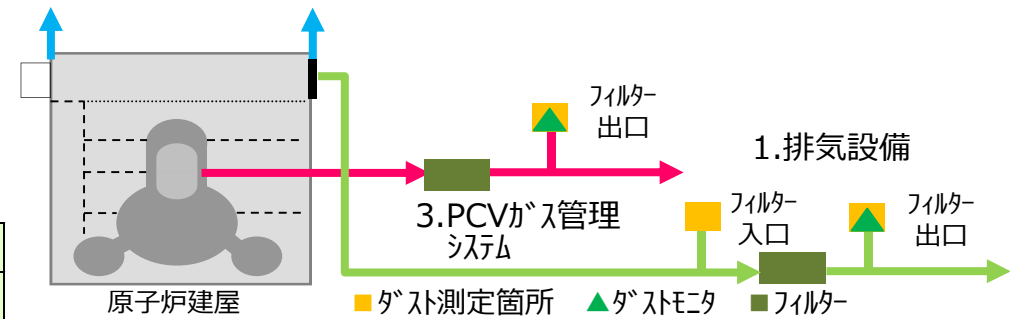 フィルター
出口
1.排気設備
3.PCVガス管理
システム
フィルター
入口
フィルター
出口
原子炉建屋
■ダスト測定箇所 ▲ダストモニタ ■フィルター